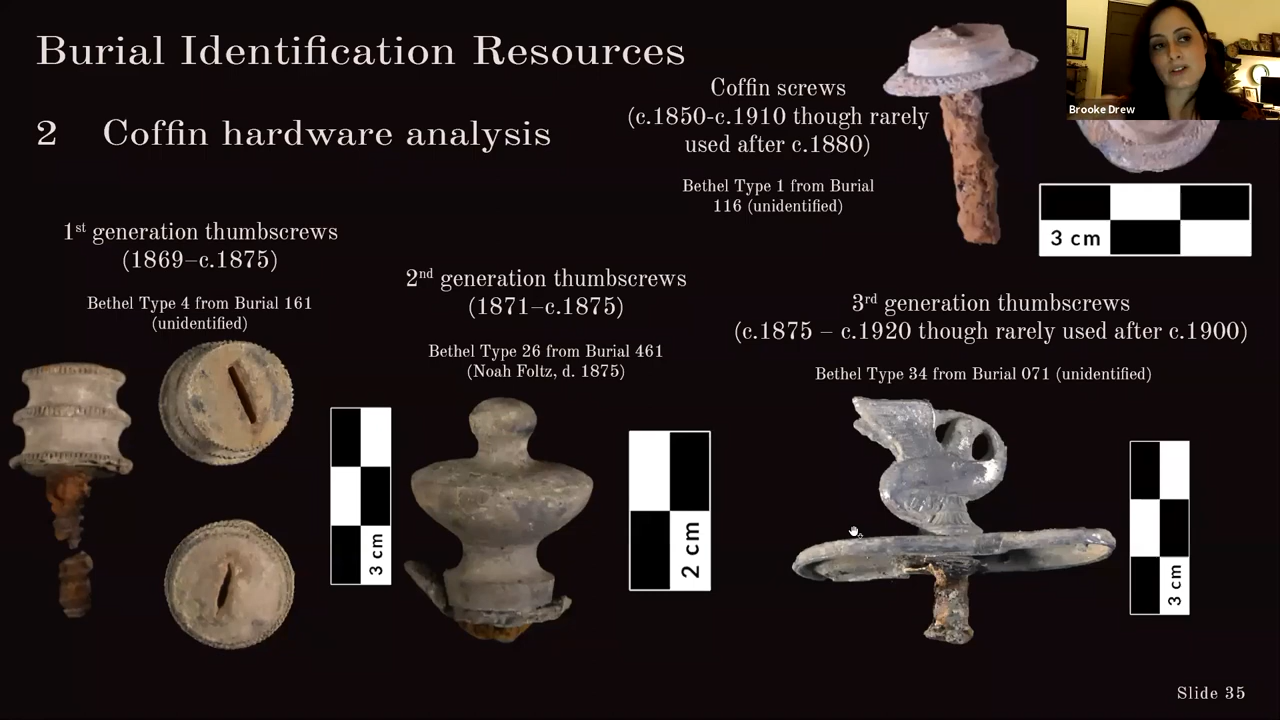 Burial Identification Resources
2 Coffin hardware analysis
Coffin screws
(c.1850-c.1910 though rarely
used after c.1880)
Bethel Type 1 from Burial
116 (unidentified)
Brooke Drew
3 cm
1st generation thumbscrews
(1869–c.1875)
Bethel Type 4 from Burial 161
(unidentified)
3 cm
2nd generation thumbscrews
(1871–c.1875)
Bethel Type 26 from Burial 461
(Noah Foltz, d. 1875)
2 cm
3rd generation thumbscrews
(c.1875 – c.1920 though rarely used after c.1900)
Bethel Type 34 from Burial 071 (unidentified)
3 cm
Slide 35